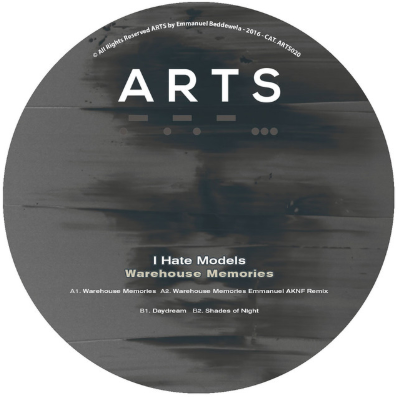 © All Rights Reserved ARTS by Emmanuel Beddewela - 2016 - CAT. ARTS020
ARTS
I Hate Models
Warehouse Memories
A1. Warehouse Memories A2. Warehouse Memories Emmanuel AKNF Remix
B1. Daydream B2. Shades of Night